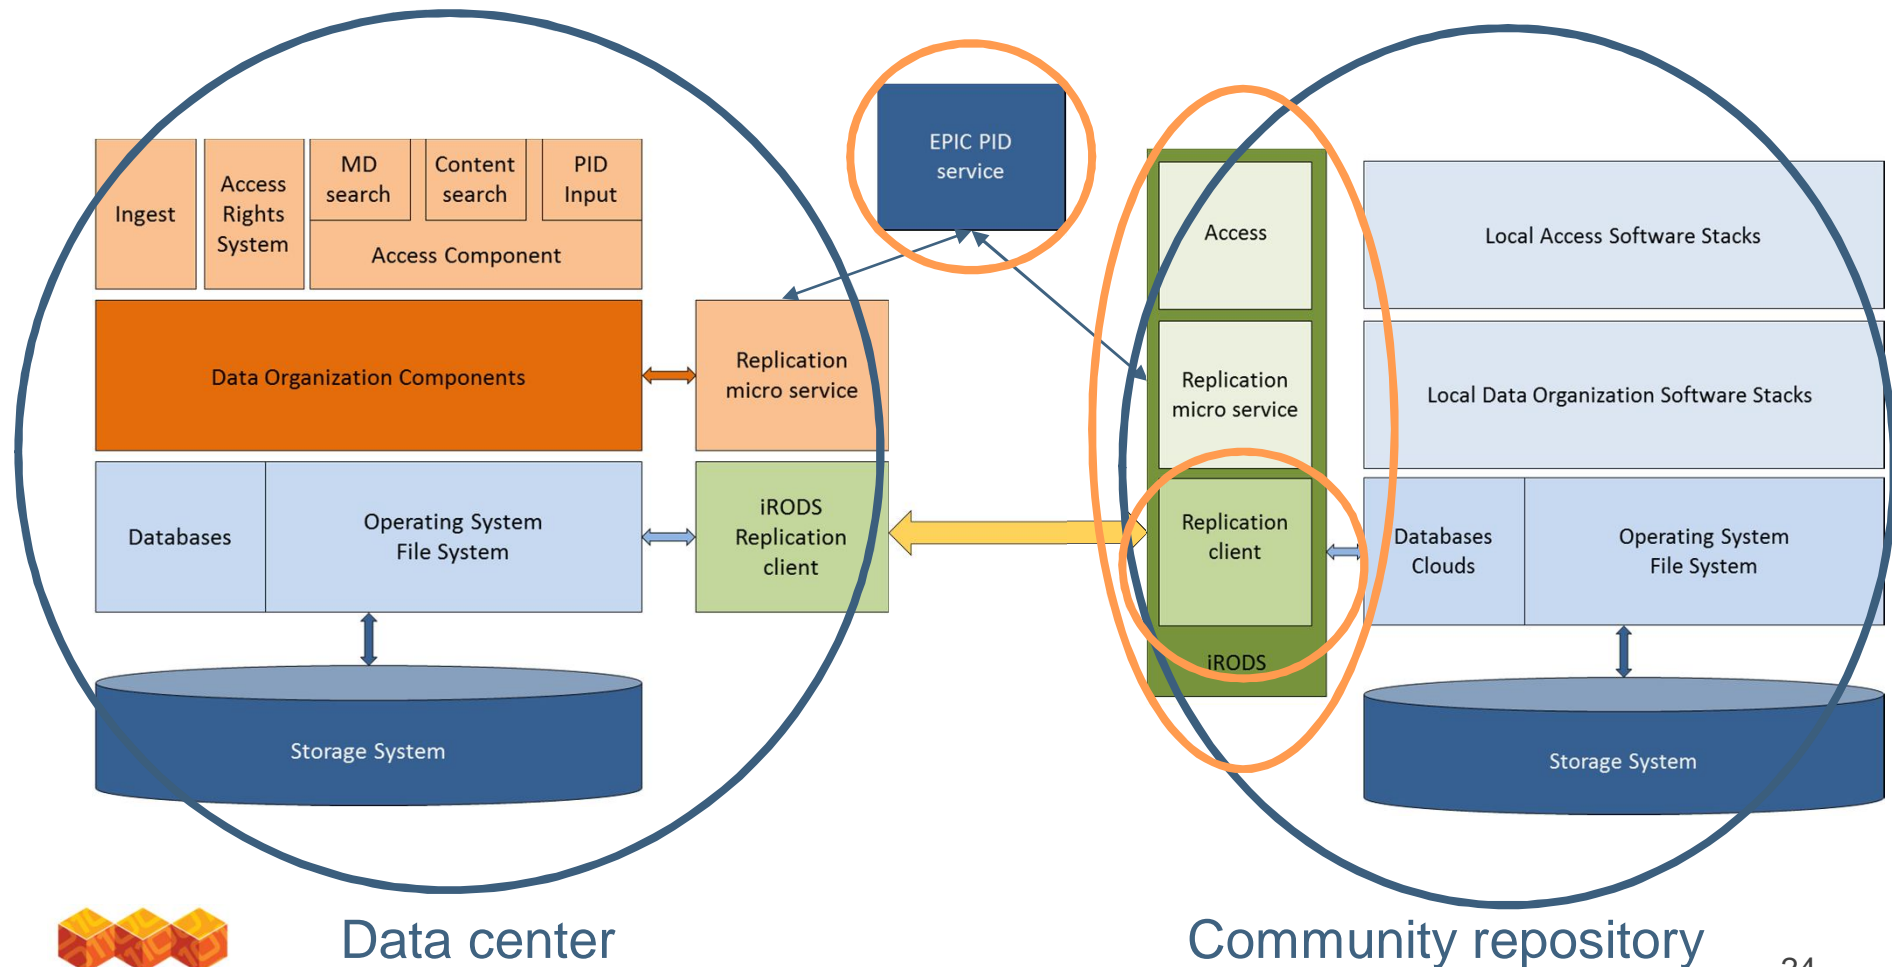 EPIC PID
service
Ingest
Access
Rights
System
MD
search
Content
search
PID
Input
Access Component
Data Organization Components
Replication
micro service
Databases
Operating System
File System
iRODS
Replication
client
Storage System
Data center
Access
Replication
micro service
Replication
client
iRODS
Local Access Software Stacks
Local Data Organization Software Stacks
Databases
Clouds
Operating System
File System
Storage System
Community repository